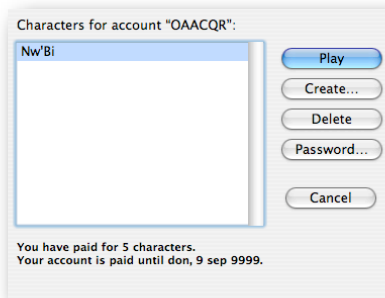 Characters for account "OAACQR":
Nw'Bi
Play
Create...
Delete
Password...
Cancel
You have paid for 5 characters.
Your account is paid until don, 9 sep 9999.